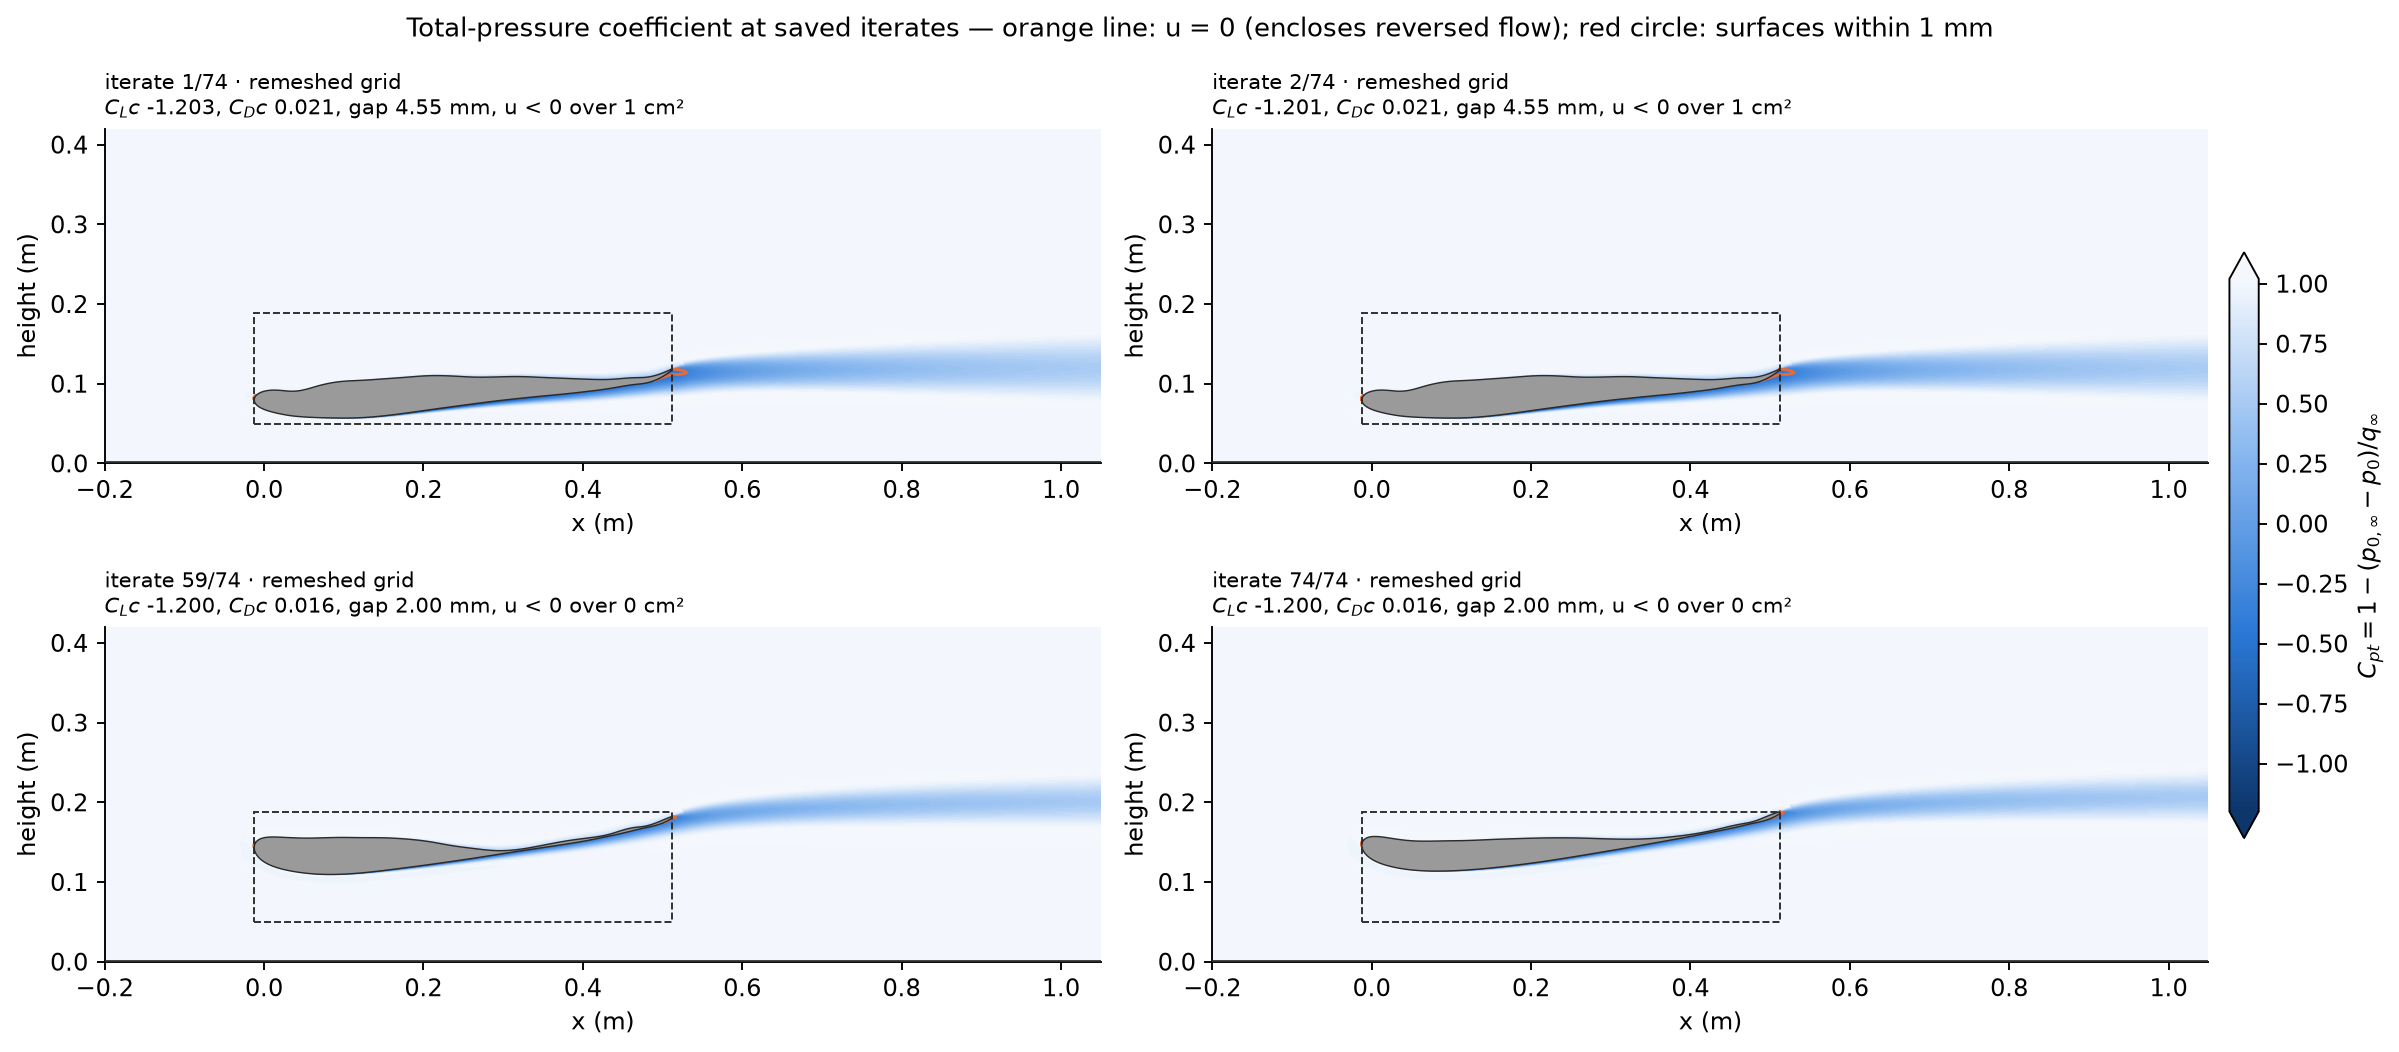 Total-pressure coefficient at saved iterates — orange line: u = 0 (encloses reversed flow); red circle: surfaces within 1 mm
iterate 1/74 · remeshed grid
C_Lc -1.203, C_Dc 0.021, gap 4.55 mm, u < 0 over 1 cm²
0.4
0.3
0.2
0.1
0.0
height (m)
−0.2 0.0 0.2 0.4 0.6 0.8 1.0
x (m)
iterate 2/74 · remeshed grid
C_Lc -1.201, C_Dc 0.021, gap 4.55 mm, u < 0 over 1 cm²
0.4
0.3
0.2
0.1
0.0
height (m)
−0.2 0.0 0.2 0.4 0.6 0.8 1.0
x (m)
iterate 59/74 · remeshed grid
C_Lc -1.200, C_Dc 0.016, gap 2.00 mm, u < 0 over 0 cm²
0.4
0.3
0.2
0.1
0.0
height (m)
−0.2 0.0 0.2 0.4 0.6 0.8 1.0
x (m)
iterate 74/74 · remeshed grid
C_Lc -1.200, C_Dc 0.016, gap 2.00 mm, u < 0 over 0 cm²
0.4
0.3
0.2
0.1
0.0
height (m)
−0.2 0.0 0.2 0.4 0.6 0.8 1.0
x (m)
1.00
0.75
0.50
0.25
0.00
−0.25
−0.50
−0.75
−1.00
C_pt = 1 − (p_0,∞ − p_0)/q_∞